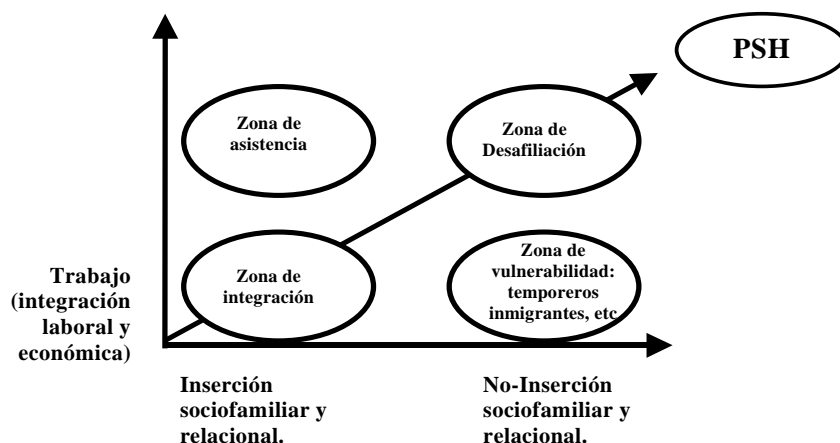 PSH
Zona de
asistencia
Zona de
Desafiliación
Zona de
integración
Zona de
vulnerabilidad:
temporeros
inmigrantes, etc
Trabajo
(integración
laboral y
económica)
Inserción
sociofamiliar y
relacional.
No-Inserción
sociofamiliar y
relacional.